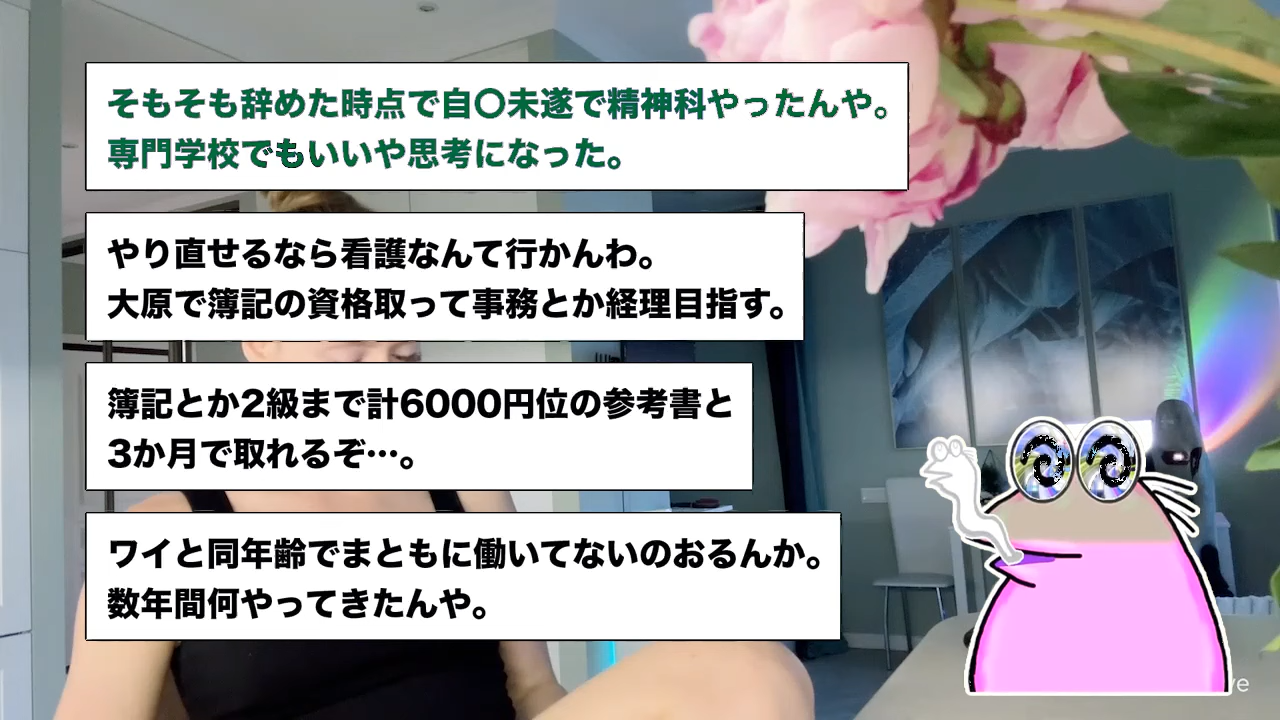 そもそも辞めた時点で自〇未遂で精神科やったんや。
専門学校でもいいや思考になった。
やり直せるなら看護なんて行かんわ。
大原で簿記の資格取って事務とか経理目指す。
簿記とか2級まで計6000円位の参考書と
3か月で取れるぞ…。
ワイと同年齢でまともに働いてないのおるんか。
数年間何やってきたんや。